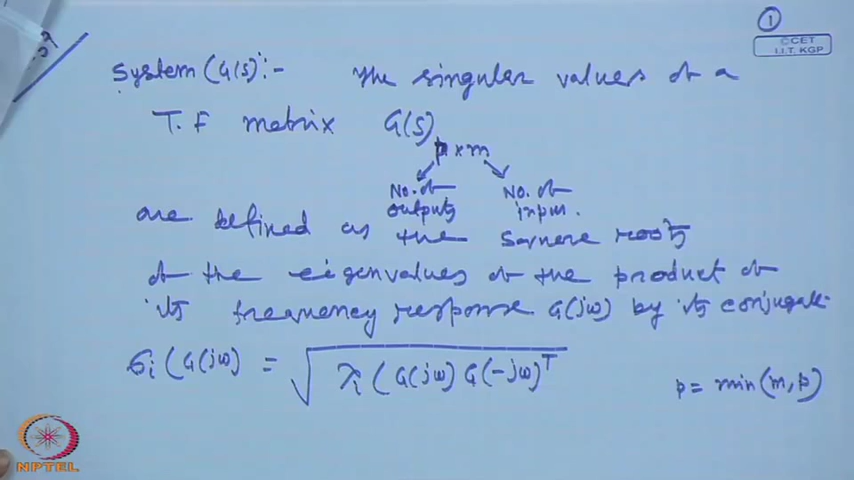 1
© CET
I.I.T. KGP
System (G(s)) :- The singular values of a
T.F matrix G(s) p × m
No. of outputs
No. of inputs.
are defined as the square roots
of the eigenvalues of the product of
its frequency response G(jω) by its conjugate
σi (G(jω) = √ λi (G(jω) G(-jω)^T
p = min (m, p)
NPTEL